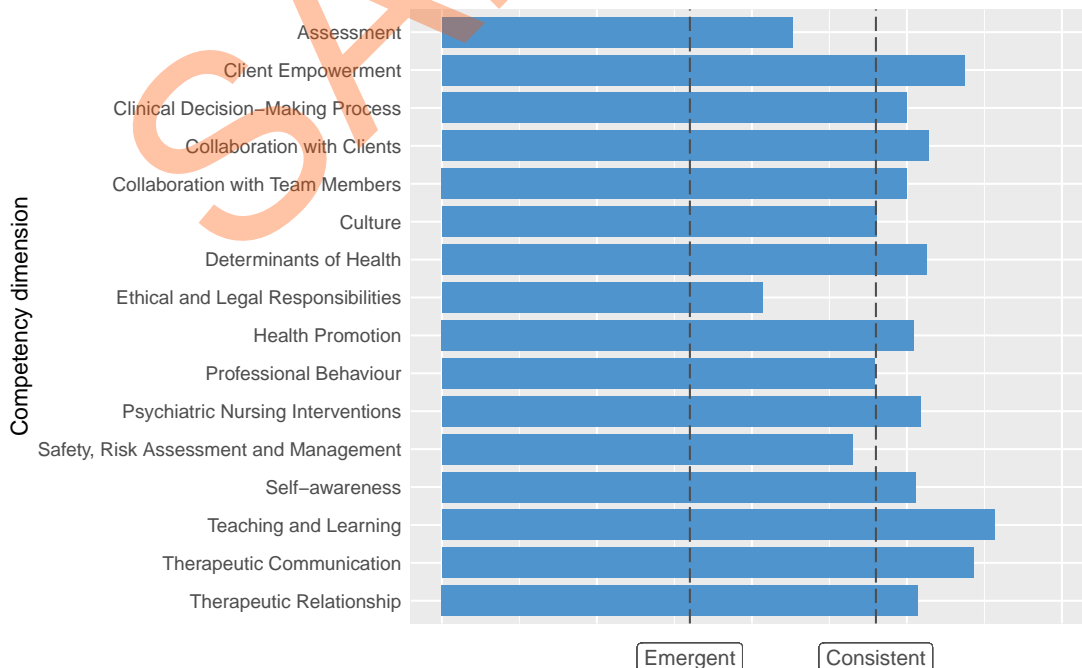 Assessment
Client Empowerment
Clinical Decision−Making Process
Collaboration with Clients
Collaboration with Team Members
Culture
Determinants of Health
Ethical and Legal Responsibilities
Health Promotion
Professional Behaviour
Psychiatric Nursing Interventions
Safety, Risk Assessment and Management
Self−awareness
Teaching and Learning
Therapeutic Communication
Therapeutic Relationship
Competency dimension
Emergent
Consistent